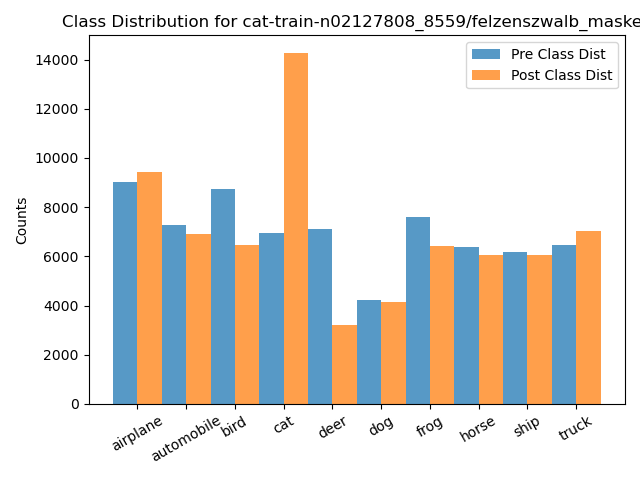 Class Distribution for cat-train-n02127808_8559/felzenszwalb_maske
Pre Class Dist
Post Class Dist
14000
12000
10000
8000
6000
4000
2000
0
Counts
airplane
automobile
bird
cat
deer
dog
frog
horse
ship
truck